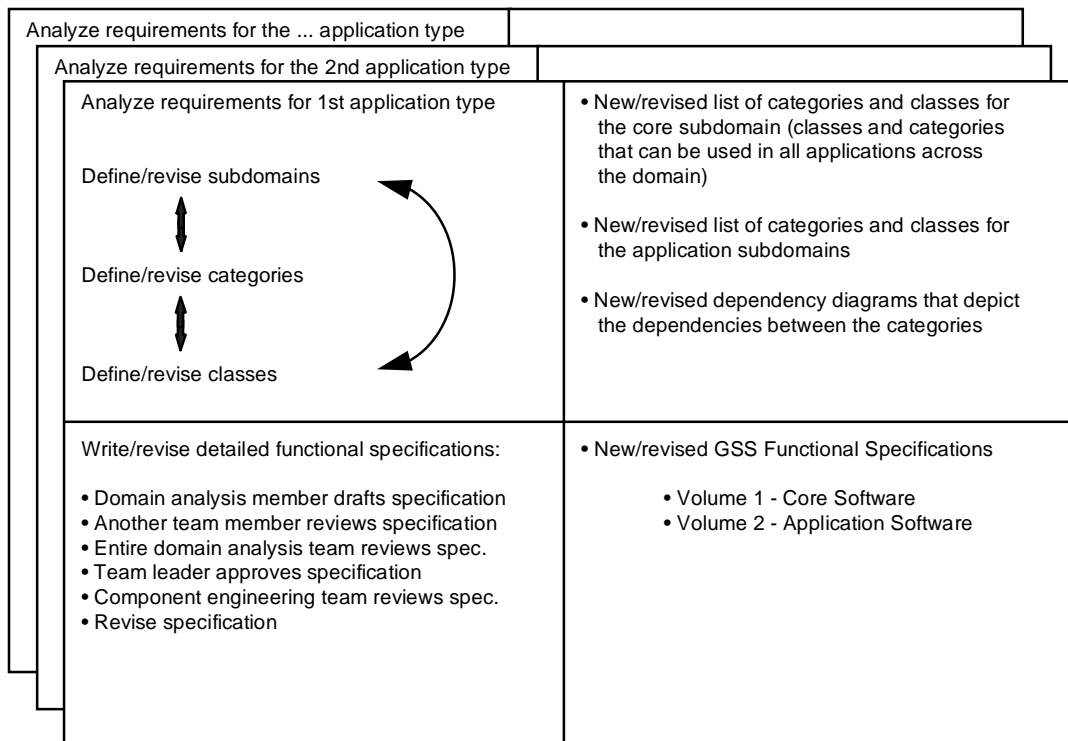 Analyze requirements for the ... application type
Analyze requirements for the 2nd application type
Analyze requirements for 1st application type
Define/revise subdomains
Define/revise categories
Define/revise classes
• New/revised list of categories and classes for
the core subdomain (classes and categories
that can be used in all applications across
the domain)
• New/revised list of categories and classes for
the application subdomains
• New/revised dependency diagrams that depict
the dependencies between the categories
Write/revise detailed functional specifications:
• Domain analysis member drafts specification
• Another team member reviews specification
• Entire domain analysis team reviews spec.
• Team leader approves specification
• Component engineering team reviews spec.
• Revise specification
• New/revised GSS Functional Specifications
• Volume 1 - Core Software
• Volume 2 - Application Software